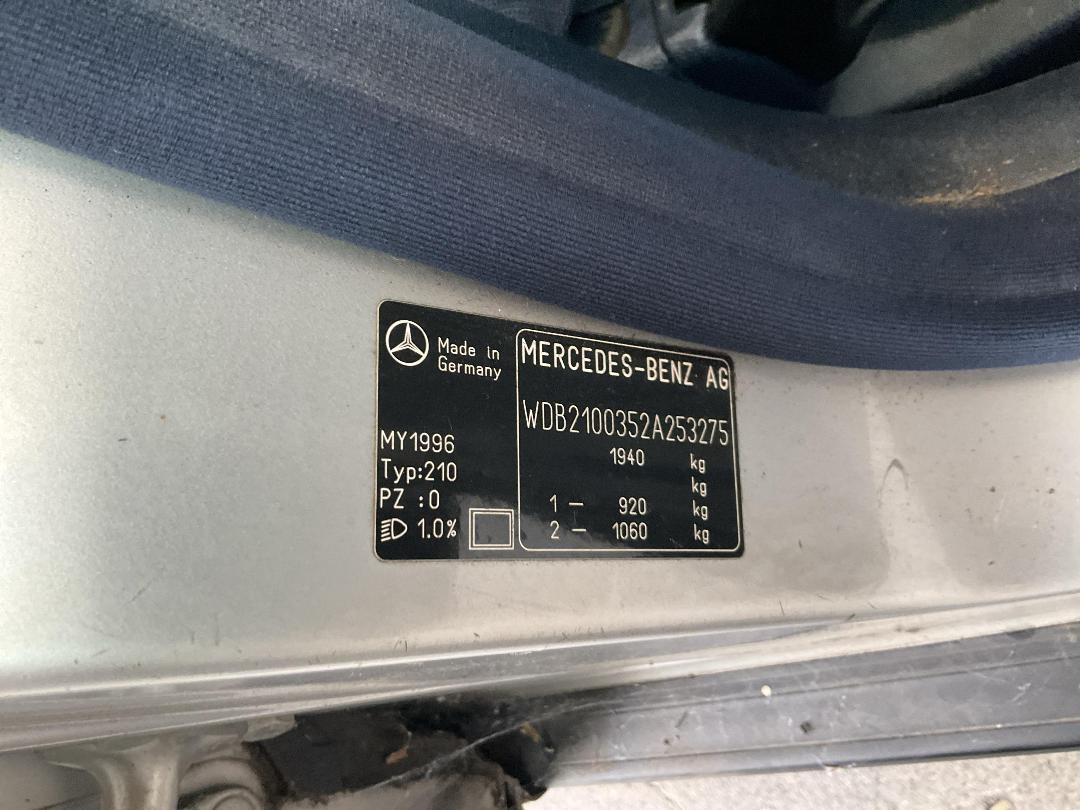 Made in
Germany
MY1996
Typ:210
PZ :0
1.0%
MERCEDES-BENZ AG
WDB2100352A253275
1940 kg
kg
1 – 920 kg
2 – 1060 kg